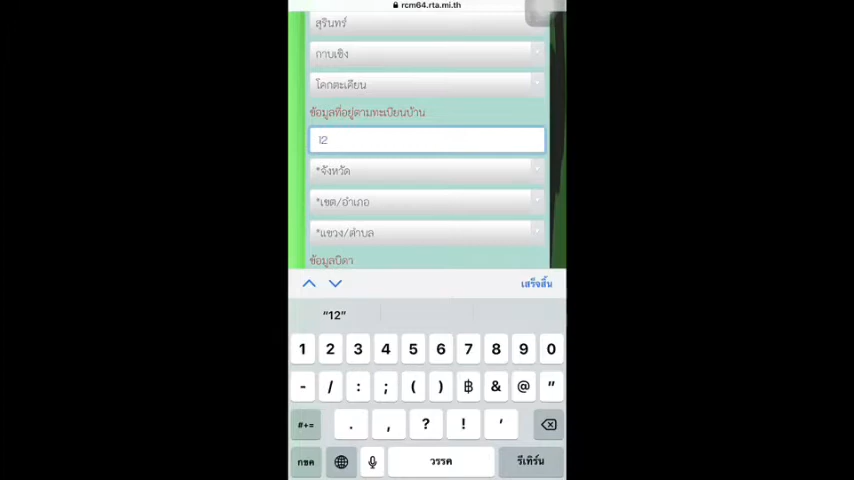 rcm64.rta.mi.th
สุรินทร์
กาบเชิง
โคกตะเคียน
ข้อมูลที่อยู่ตามทะเบียนบ้าน
12
*จังหวัด
*เขต/อำเภอ
*แขวง/ตำบล
ข้อมูลบิดา
เสร็จสิ้น
“12”
1 2 3 4 5 6 7 8 9 0
- / : ; ( ) ฿ & @ "
#+= . , ? ! '
กขค วรรค รีเทิร์น